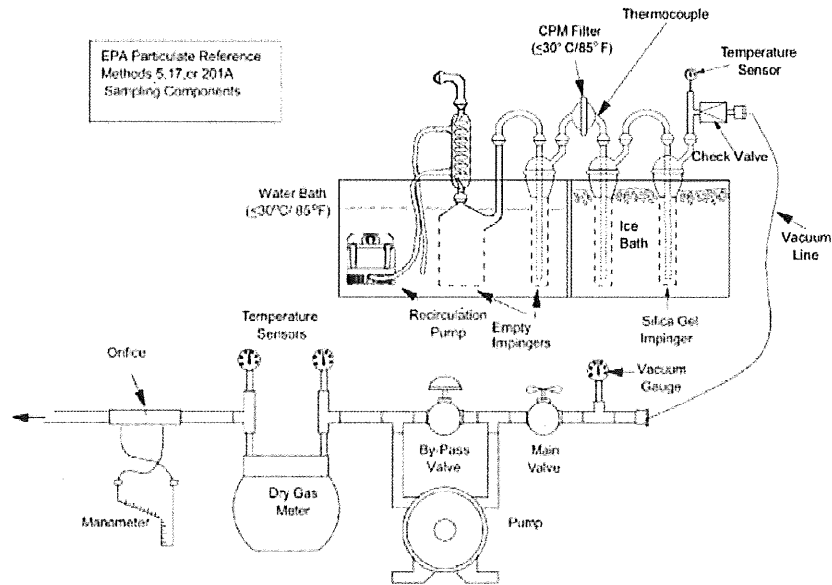 EPA Particulate Reference
Methods 5,17,or 201A
Sampling Components
CPM Filter
(≤30° C/85° F)
Thermocouple
Temperature
Sensor
Check Valve
Water Bath
(≤30°C/ 85°F)
Ice
Bath
Vacuum
Line
Recirculation
Pump
Empty
Impingers
Silica Gel
Impinger
Temperature
Sensors
Orifice
Vacuum
Gauge
By-Pass
Valve
Main
Valve
Dry Gas
Meter
Manometer
Pump